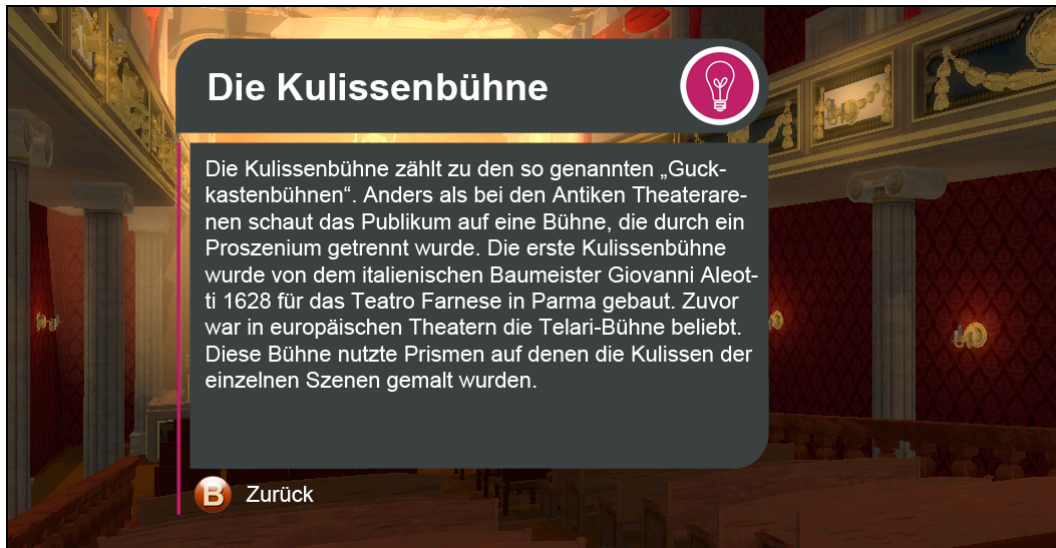 Die Kulissenbühne
Die Kulissenbühne zählt zu den so genannten „Guck-
kastenbühnen“. Anders als bei den Antiken Theaterare-
nen schaut das Publikum auf eine Bühne, die durch ein
Proszenium getrennt wurde. Die erste Kulissenbühne
wurde von dem italienischen Baumeister Giovanni Aleot-
ti 1628 für das Teatro Farnese in Parma gebaut. Zuvor
war in europäischen Theatern die Telari-Bühne beliebt.
Diese Bühne nutzte Prismen auf denen die Kulissen der
einzelnen Szenen gemalt wurden.
B Zurück